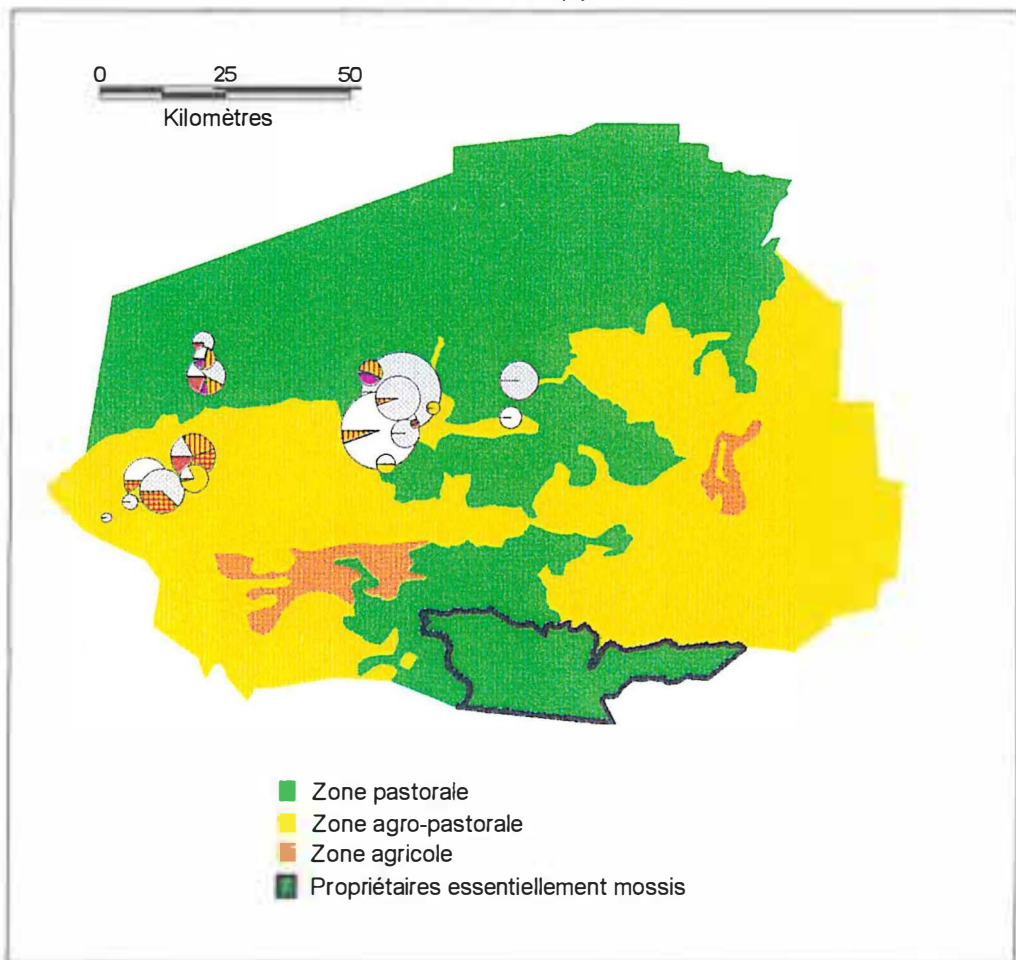 0 25 50
Kilomètres
Zone pastorale
Zone agro-pastorale
Zone agricole
Propriétaires essentiellement mossis